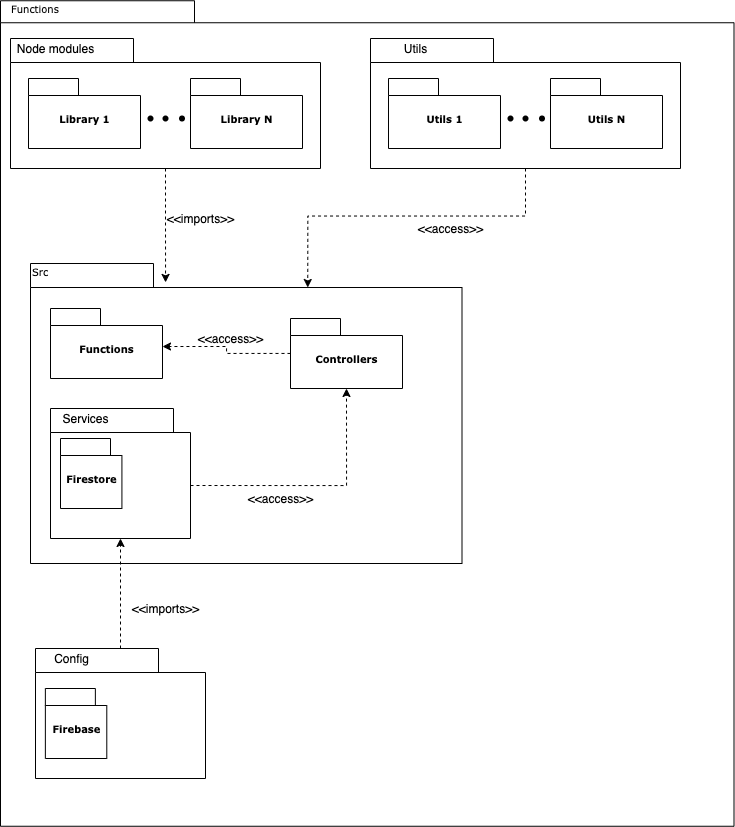 Functions
Node modules
Utils
Library 1
Library N
Utils 1
Utils N
<<imports>>
<<access>>
Src
Functions
<<access>>
Controllers
Services
Firestore
<<access>>
<<imports>>
Config
Firebase